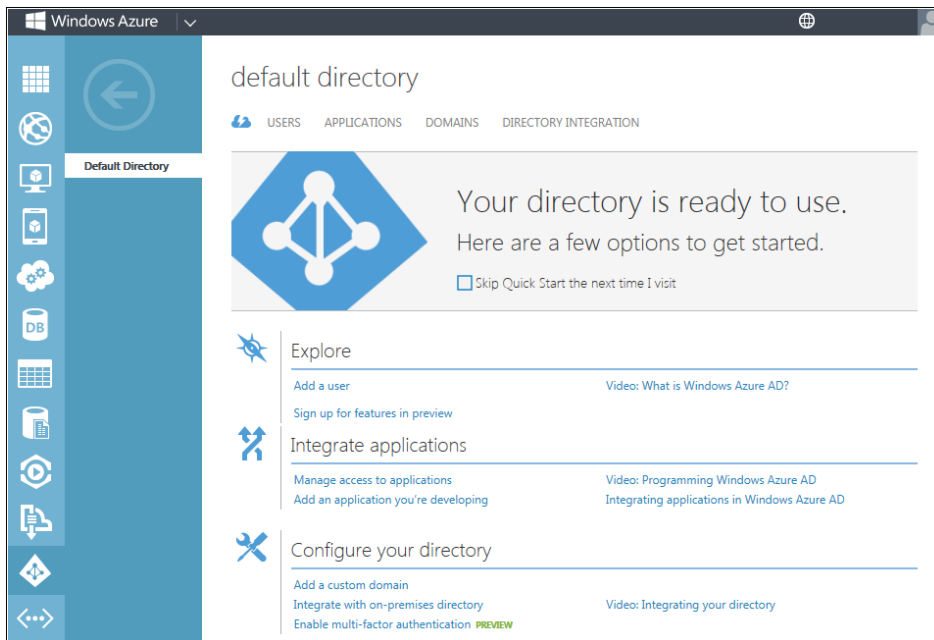 Windows Azure
default directory
USERS APPLICATIONS DOMAINS DIRECTORY INTEGRATION
Default Directory
Your directory is ready to use.
Here are a few options to get started.
Skip Quick Start the next time I visit
Explore
Add a user Video: What is Windows Azure AD?
Sign up for features in preview
Integrate applications
Manage access to applications Video: Programming Windows Azure AD
Add an application you're developing Integrating applications in Windows Azure AD
Configure your directory
Add a custom domain
Integrate with on-premises directory Video: Integrating your directory
Enable multi-factor authentication PREVIEW
DB